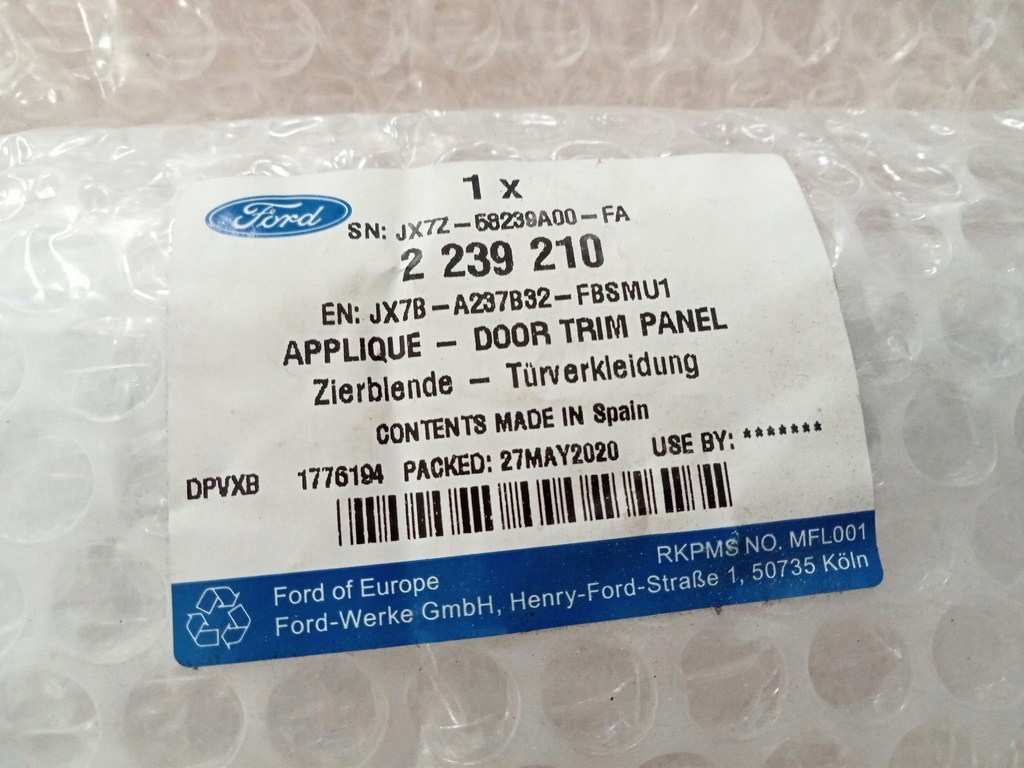 1 x
Ford
SN: JX7Z-58239A00-FA
2 239 210
EN: JX7B-A237B32-FBSMU1
APPLIQUE - DOOR TRIM PANEL
Zierblende - Türverkleidung
CONTENTS MADE IN Spain
DPVXB 1776194 PACKED: 27MAY2020 USE BY: *******
RKPMS NO. MFL001
Ford of Europe
Ford-Werke GmbH, Henry-Ford-Straße 1, 50735 Köln